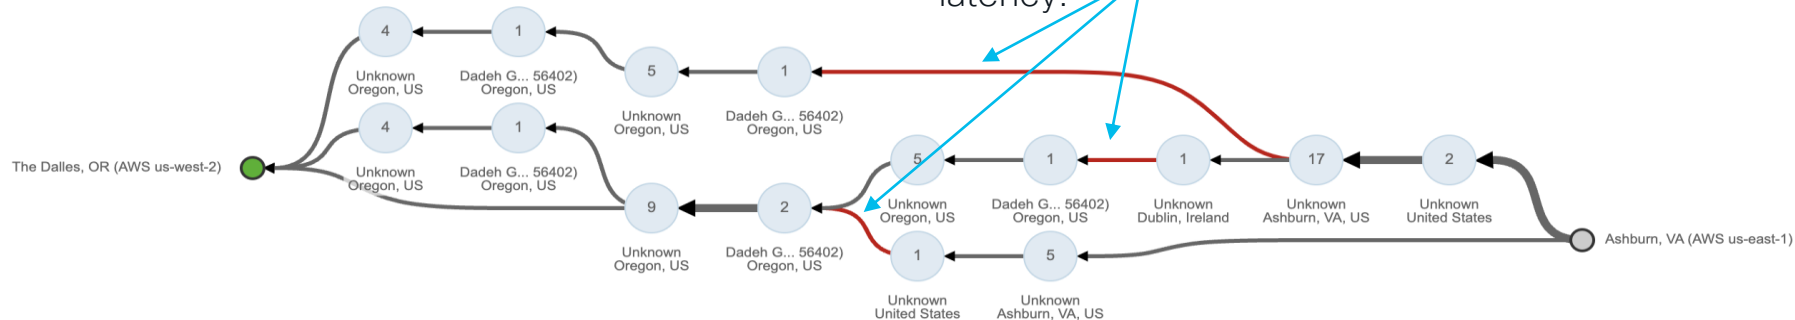 latency.
4
1
Unknown
Oregon, US
Dadeh G... 56402)
Oregon, US
5
1
Unknown
Oregon, US
Dadeh G... 56402)
Oregon, US
4
1
Unknown
Oregon, US
Dadeh G... 56402)
Oregon, US
The Dalles, OR (AWS us-west-2)
5
1
1
17
2
Unknown
Oregon, US
Dadeh G... 56402)
Oregon, US
Unknown
Dublin, Ireland
Unknown
Ashburn, VA, US
Unknown
United States
9
2
Unknown
Oregon, US
Dadeh G... 56402)
Oregon, US
Ashburn, VA (AWS us-east-1)
1
5
Unknown
United States
Unknown
Ashburn, VA, US